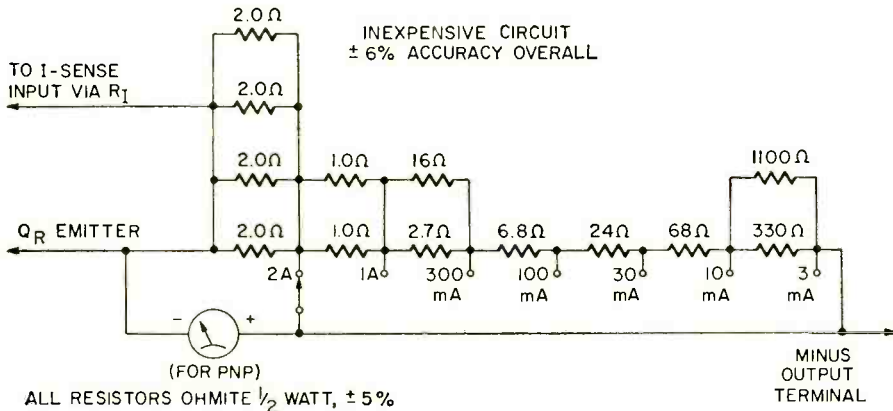 2.0Ω
INEXPENSIVE CIRCUIT
± 6% ACCURACY OVERALL
TO I-SENSE
INPUT VIA RI
2.0Ω
2.0Ω
1.0Ω
16Ω
1100Ω
QR EMITTER
2.0Ω
1.0Ω
2.7Ω
6.8Ω
24Ω
68Ω
330Ω
2A
1A
300
mA
100
mA
30
mA
10
mA
3
mA
− +
(FOR PNP)
MINUS
OUTPUT
TERMINAL
ALL RESISTORS OHMITE 1/2 WATT, ± 5%